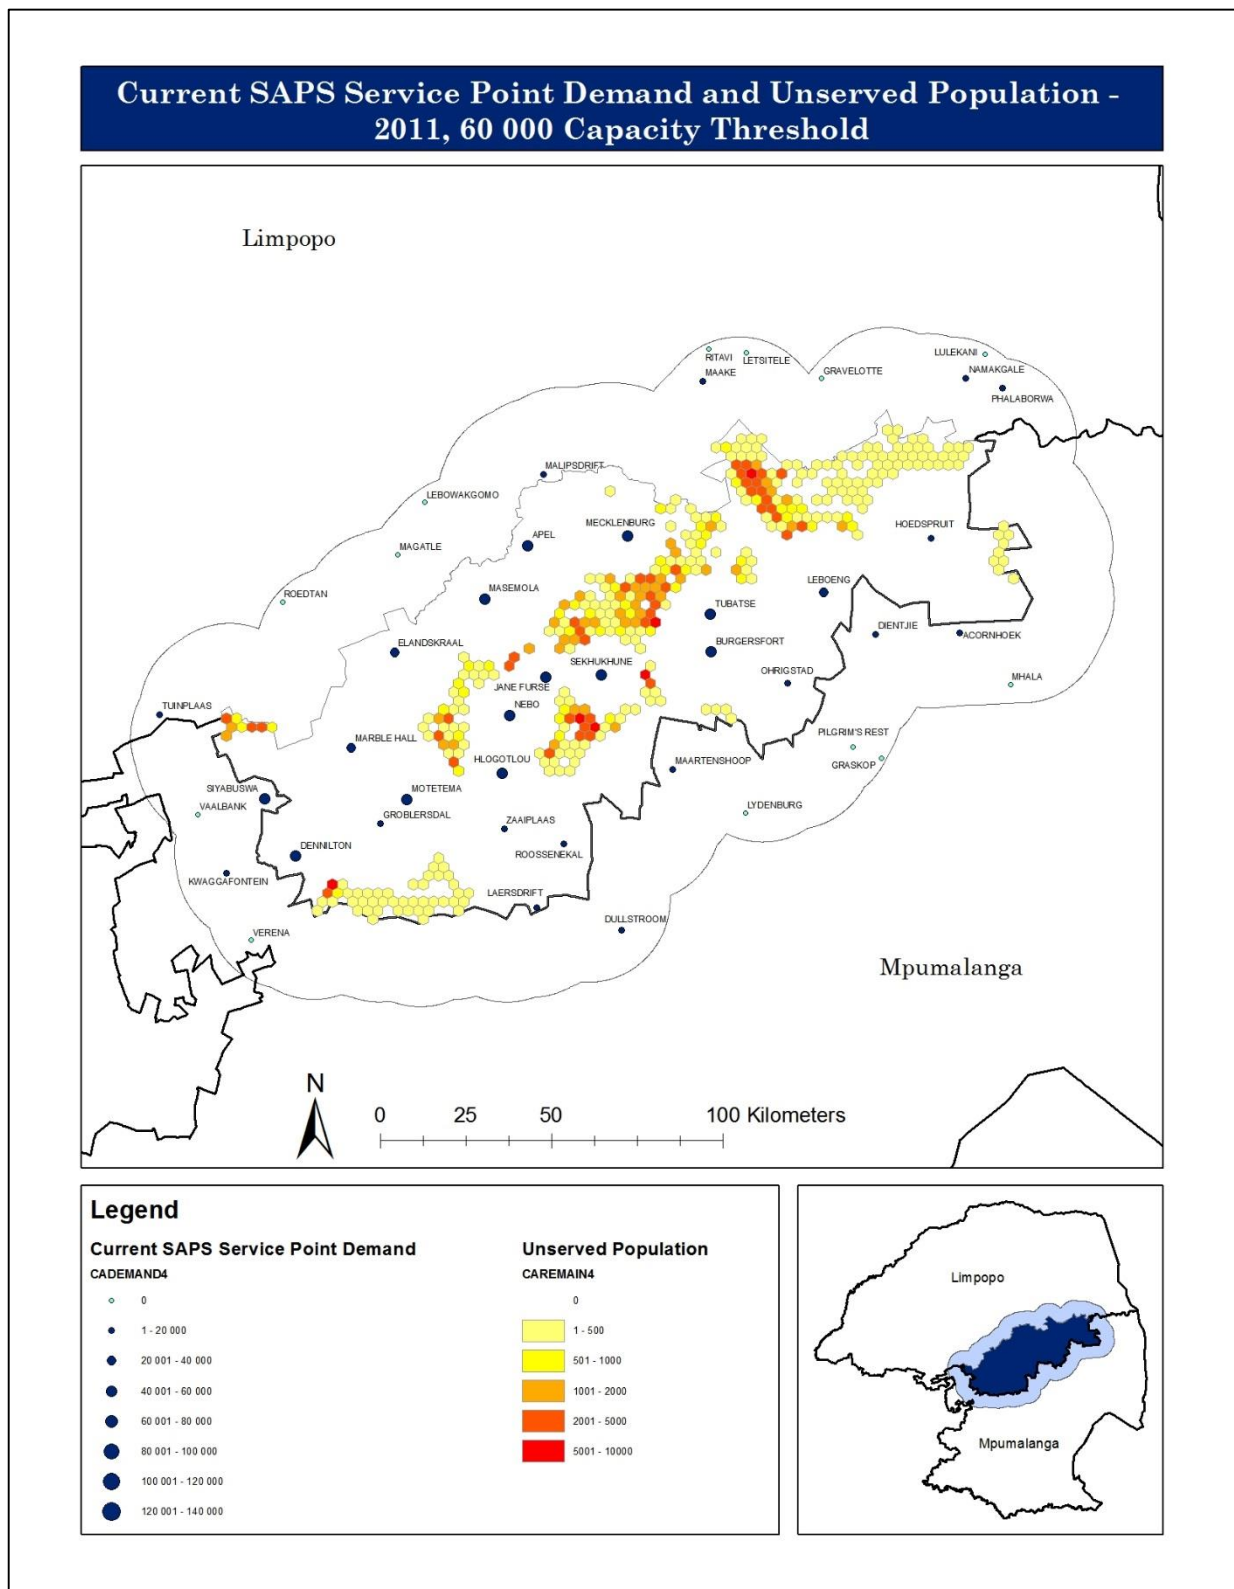 Current SAPS Service Point Demand and Unserved Population -
2011, 60 000 Capacity Threshold
Limpopo
LULEKANI
RITAVI
LETSITELE
NAMAKGALE
MAAKE
GRAVELOTTE
PHALABORWA
MALIPSDRIFT
LEBOWAKGOMO
MECKLENBURG
HOEDSPRUIT
APEL
MAGATLE
MASEMOLA
LEBOENG
ROEDTAN
TUBATSE
DIENTJIE
ACORNHOEK
ELANDSKRAAL
BURGERSFORT
SEKHUKHUNE
OHRIGSTAD
MHALA
JANE FURSE
NEBO
TUINPLAAS
PILGRIM'S REST
MARBLE HALL
HLOGOTLOU
MAARTENSHOOP
GRASKOP
SIYABUSWA
MOTETEMA
VAALBANK
LYDENBURG
GROBLERSDAL
ZAAIPLAAS
DENNILTON
ROOSSENEKAL
KWAGGAFONTEIN
LAERSDRIFT
DULLSTROOM
VERENA
Mpumalanga
N
0 25 50 100 Kilometers
Legend
Current SAPS Service Point Demand
CADEMAND4
0
1 - 20 000
20 001 - 40 000
40 001 - 60 000
60 001 - 80 000
80 001 - 100 000
100 001 - 120 000
120 001 - 140 000
Unserved Population
CAREMAIN4
0
1 - 500
501 - 1000
1001 - 2000
2001 - 5000
5001 - 10000
Limpopo
Mpumalanga